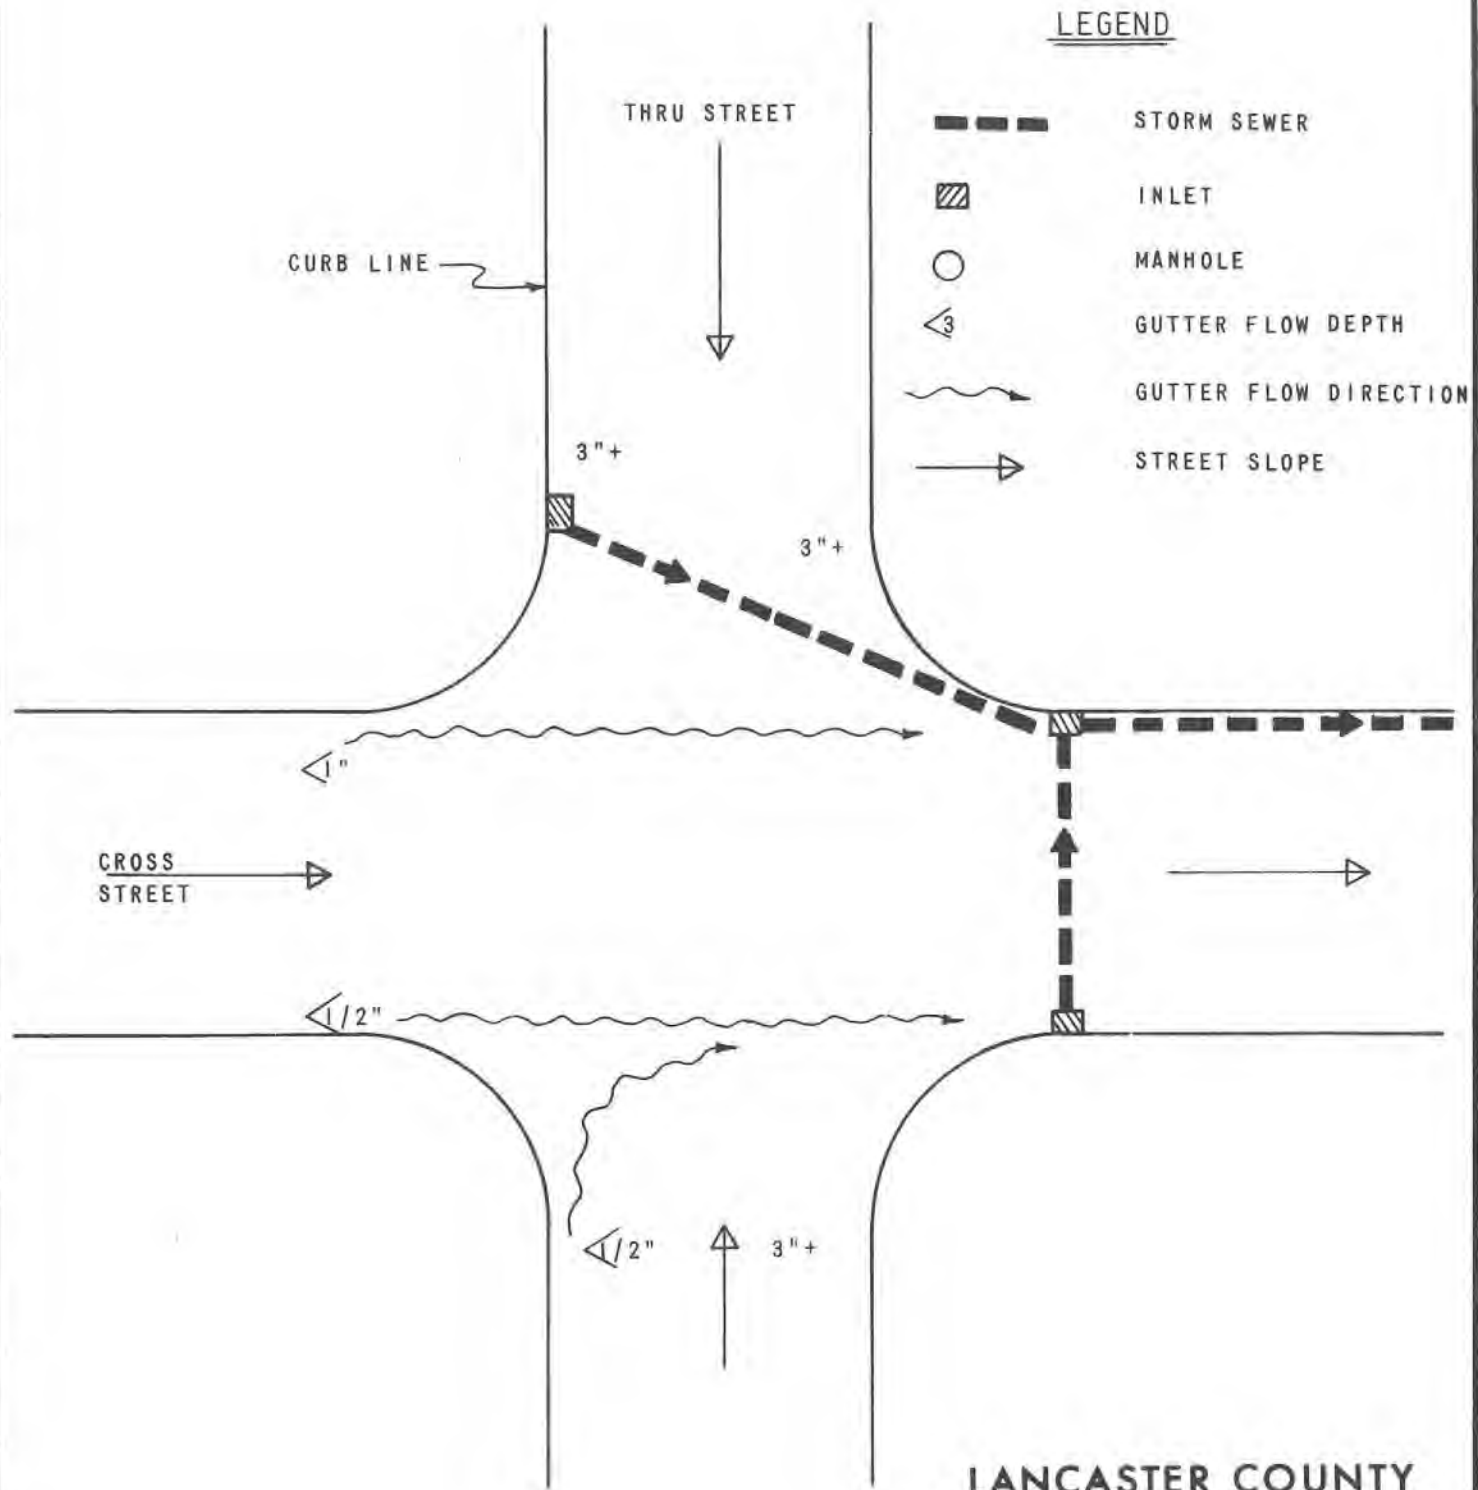 LEGEND
THRU STREET
STORM SEWER
INLET
CURB LINE
MANHOLE
<3
GUTTER FLOW DEPTH
GUTTER FLOW DIRECTION
STREET SLOPE
3"+
3"+
<1"
CROSS
STREET
<1/2"
<1/2"
3"+
LANCASTER COUNTY